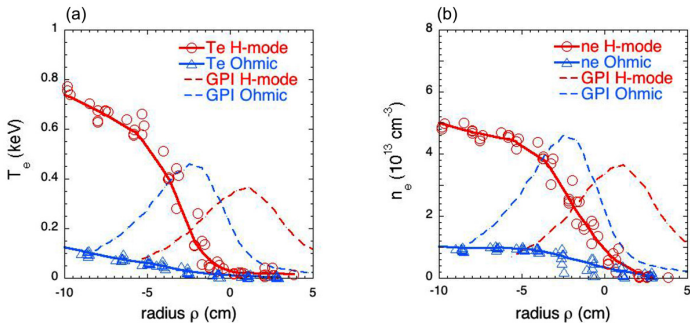 (a)
1
0.8
0.6
0.4
0.2
0
-10 -5 0 5
T_e (keV)
radius ρ (cm)
Te H-mode
Te Ohmic
GPI H-mode
GPI Ohmic
(b)
8
6
4
2
0
-10 -5 0 5
n_e (10^13 cm^-3)
radius ρ (cm)
ne H-mode
ne Ohmic
GPI H-mode
GPI Ohmic